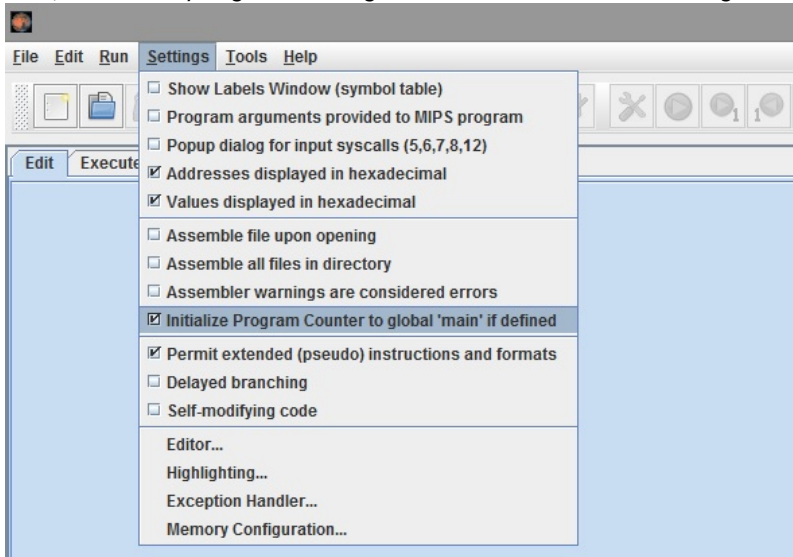 File Edit Run Settings Tools Help
Show Labels Window (symbol table)
Program arguments provided to MIPS program
Popup dialog for input syscalls (5,6,7,8,12)
Addresses displayed in hexadecimal
Values displayed in hexadecimal
Assemble file upon opening
Assemble all files in directory
Assembler warnings are considered errors
Initialize Program Counter to global 'main' if defined
Permit extended (pseudo) instructions and formats
Delayed branching
Self-modifying code
Editor...
Highlighting...
Exception Handler...
Memory Configuration...
1 1
Edit Execute